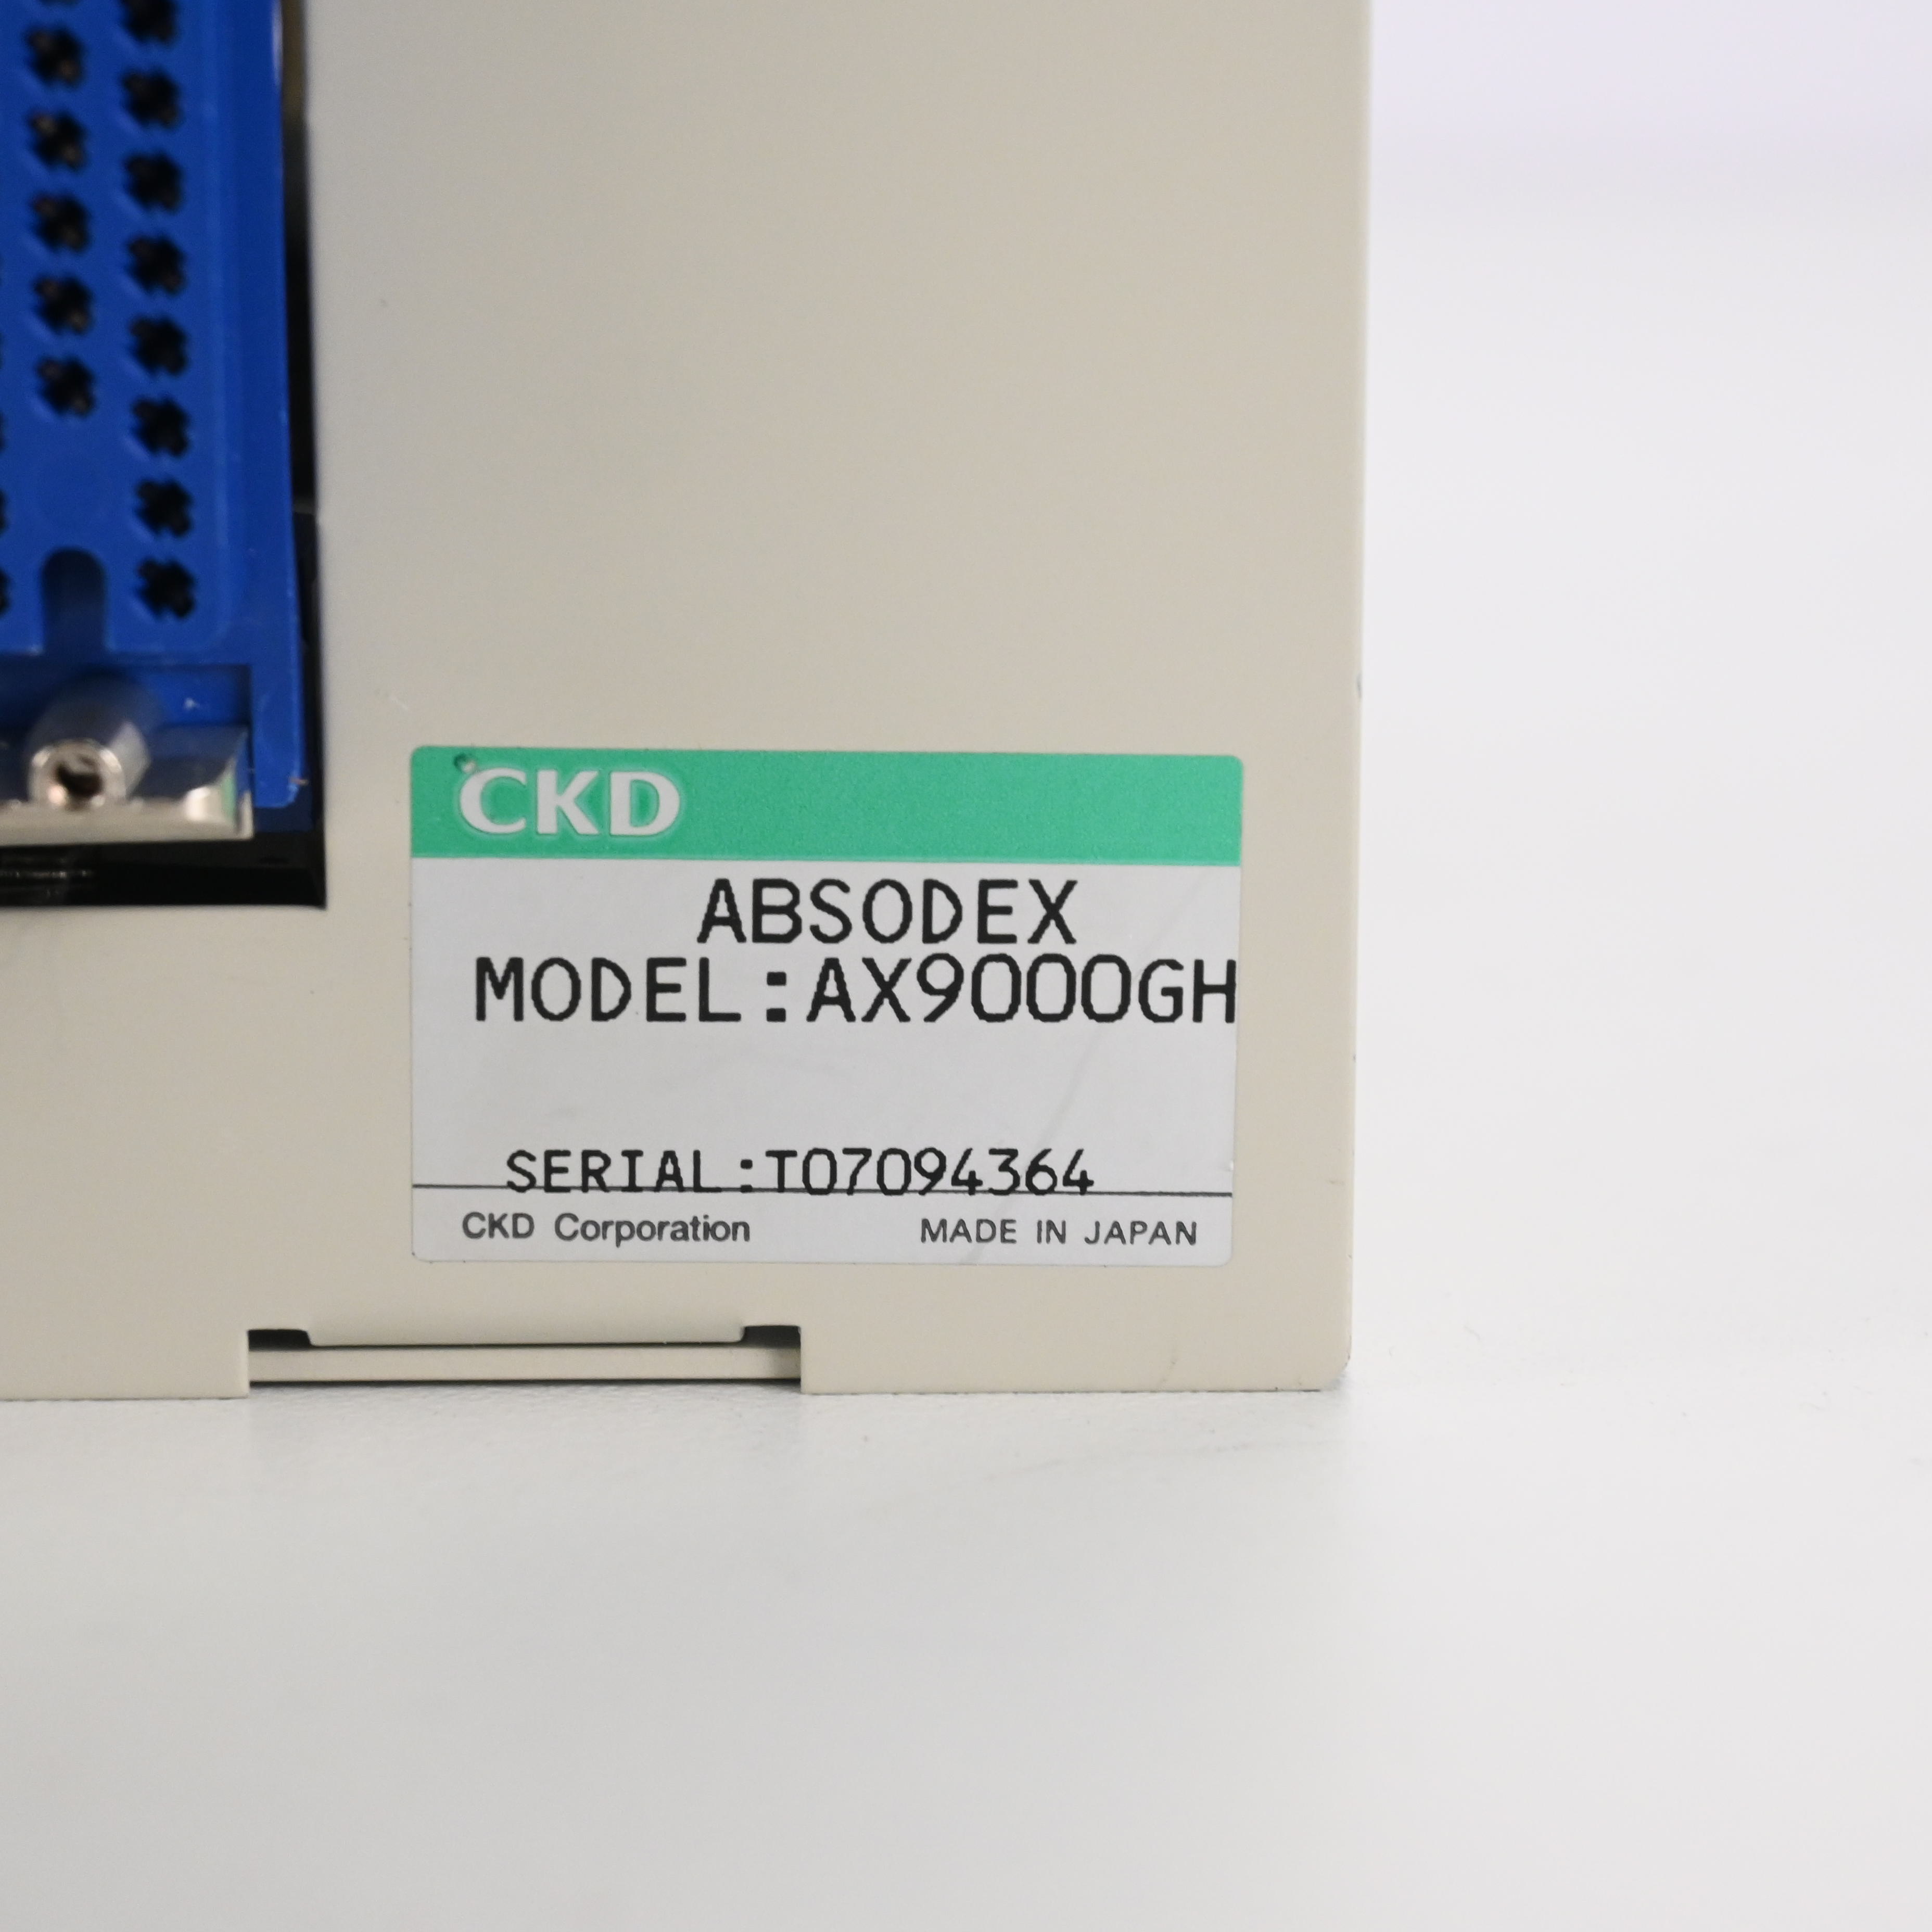 CKD
ABSODEX
MODEL:AX9000GH
SERIAL:T07094364
CKD Corporation MADE IN JAPAN